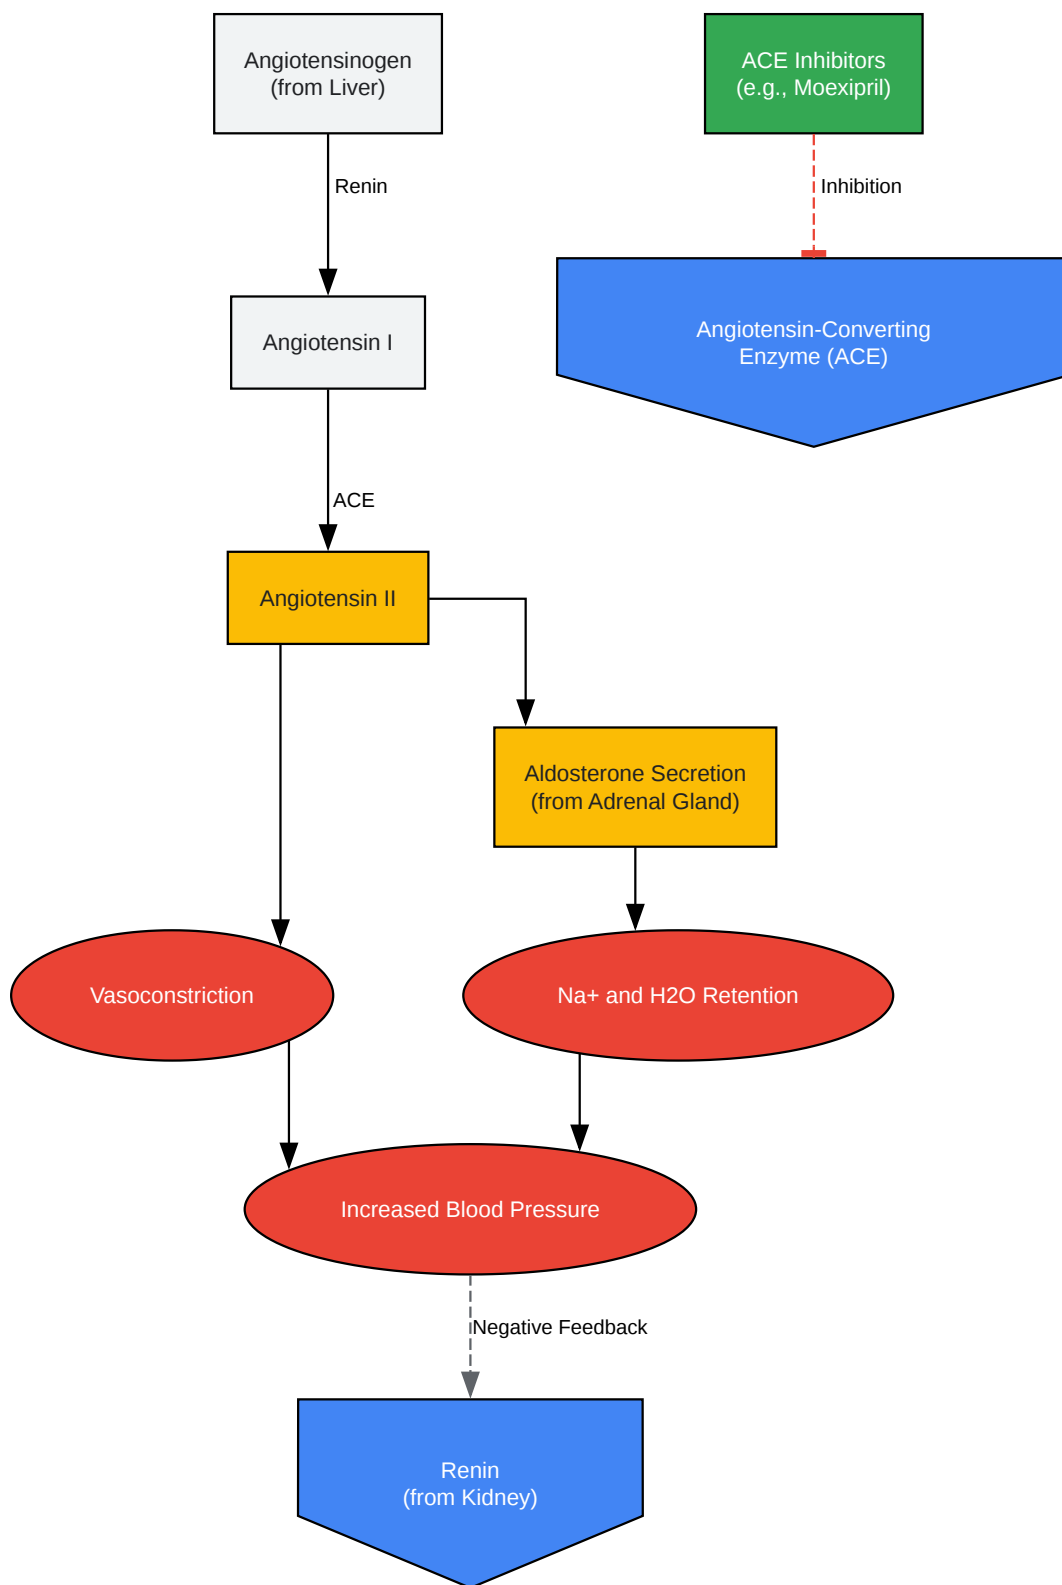 Angiotensinogen
(from Liver)
ACE Inhibitors
(e.g., Moexipril)
Renin
Inhibition
Angiotensin I
Angiotensin-Converting
Enzyme (ACE)
ACE
Angiotensin II
Aldosterone Secretion
(from Adrenal Gland)
Vasoconstriction
Na+ and H2O Retention
Increased Blood Pressure
Negative Feedback
Renin
(from Kidney)